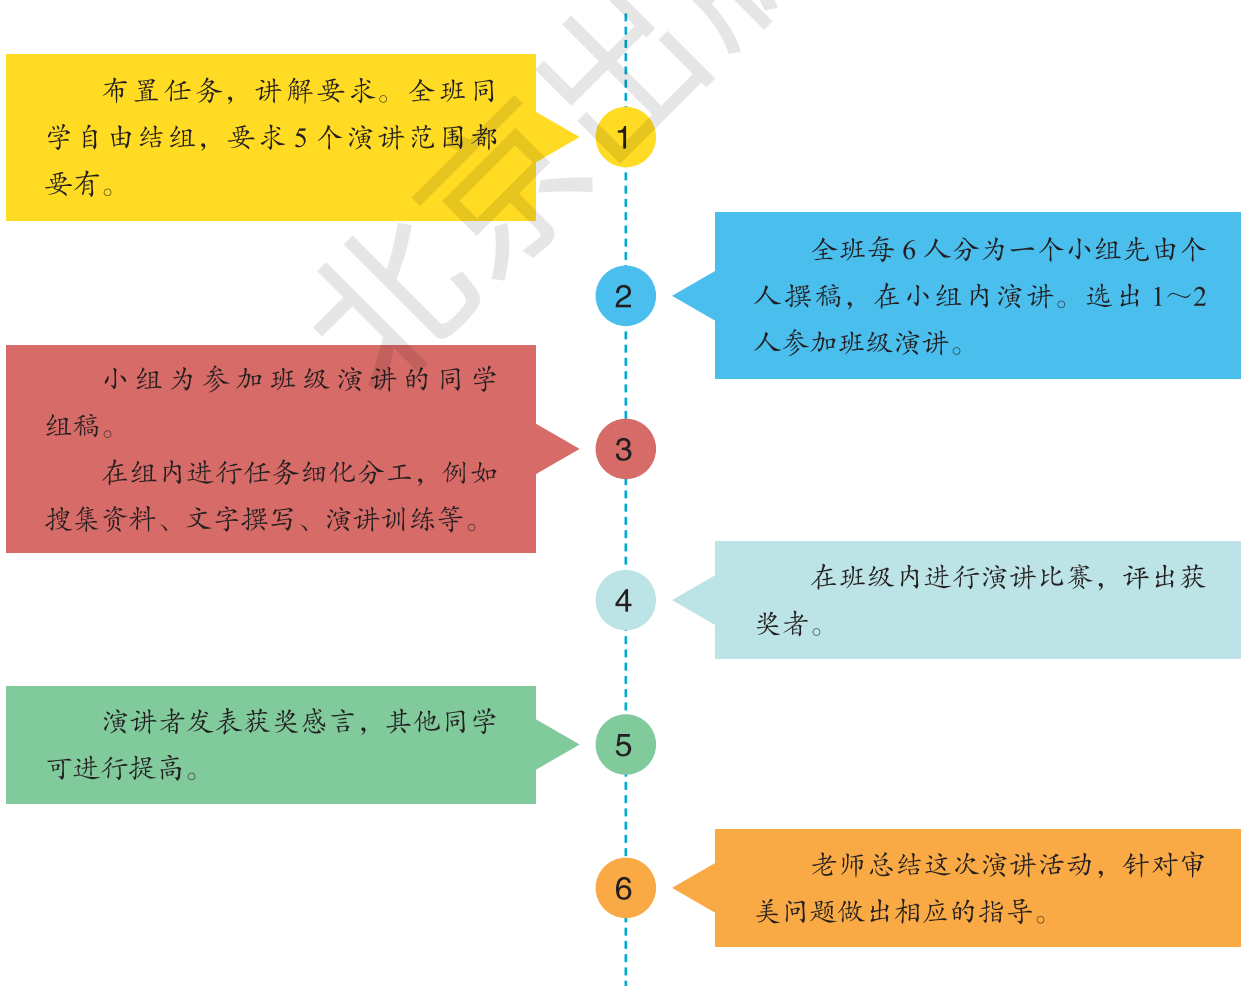 布置任务，讲解要求。全班同
学自由结组，要求5个演讲范围都
要有。
1
全班每6人分为一个小组先由个
人撰稿，在小组内演讲。选出1～2
人参加班级演讲。
2
小组为参加班级演讲的同学
组稿。
在组内进行任务细化分工，例如
搜集资料、文字撰写、演讲训练等。
3
在班级内进行演讲比赛，评出获
奖者。
4
演讲者发表获奖感言，其他同学
可进行提高。
5
老师总结这次演讲活动，针对审
美问题做出相应的指导。
6
北京出